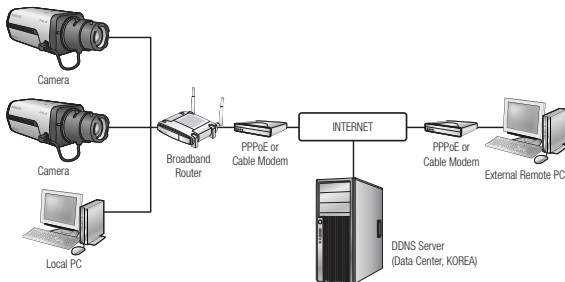 Camera
Camera
Local PC
Broadband
Router
PPPoE or
Cable Modem
INTERNET
DDNS Server
(Data Center, KOREA)
PPPoE or
Cable Modem
External Remote PC